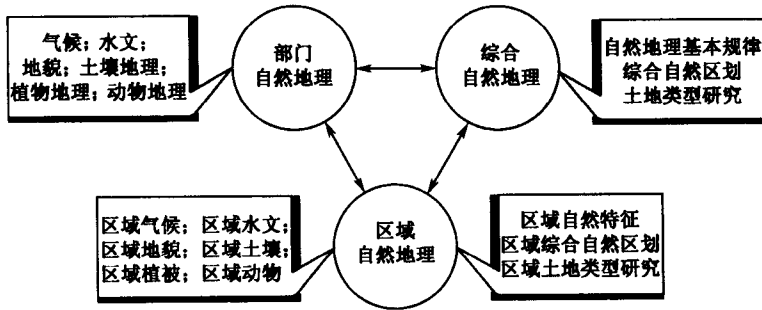 气候；水文；
地貌；土壤地理；
植物地理；动物地理
部门
自然地理
综合
自然地理
自然地理基本规律
综合自然区划
土地类型研究
区域气候；区域水文；
区域地貌；区域土壤；
区域植被；区域动物
区域
自然地理
区域自然特征
区域综合自然区划
区域土地类型研究